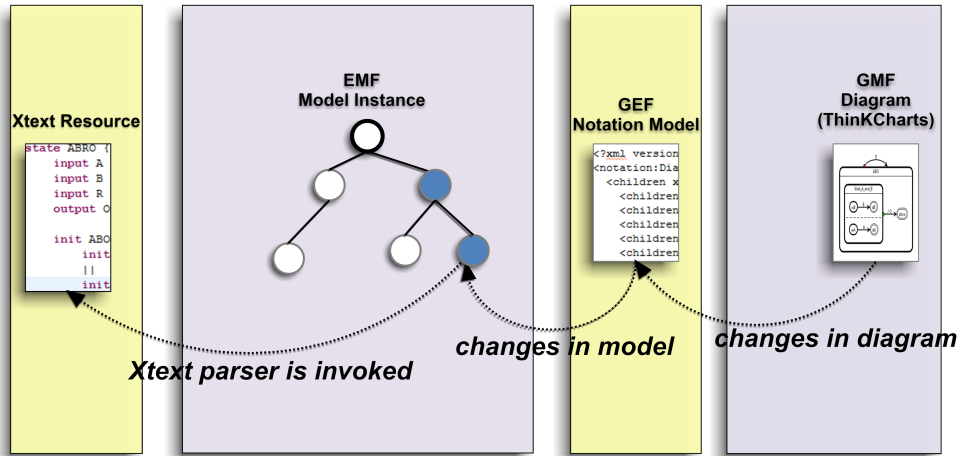 Xtext Resource
state ABRO {
input A
input B
input R
output O
init ABO
init
||
init
EMF
Model Instance
GEF
Notation Model
<?xml version
<notation:Dia
<children x
<children
<children
<children
<children
<children
GMF
Diagram
(ThinKCharts)
ABO
Xtext parser is invoked
changes in model
changes in diagram